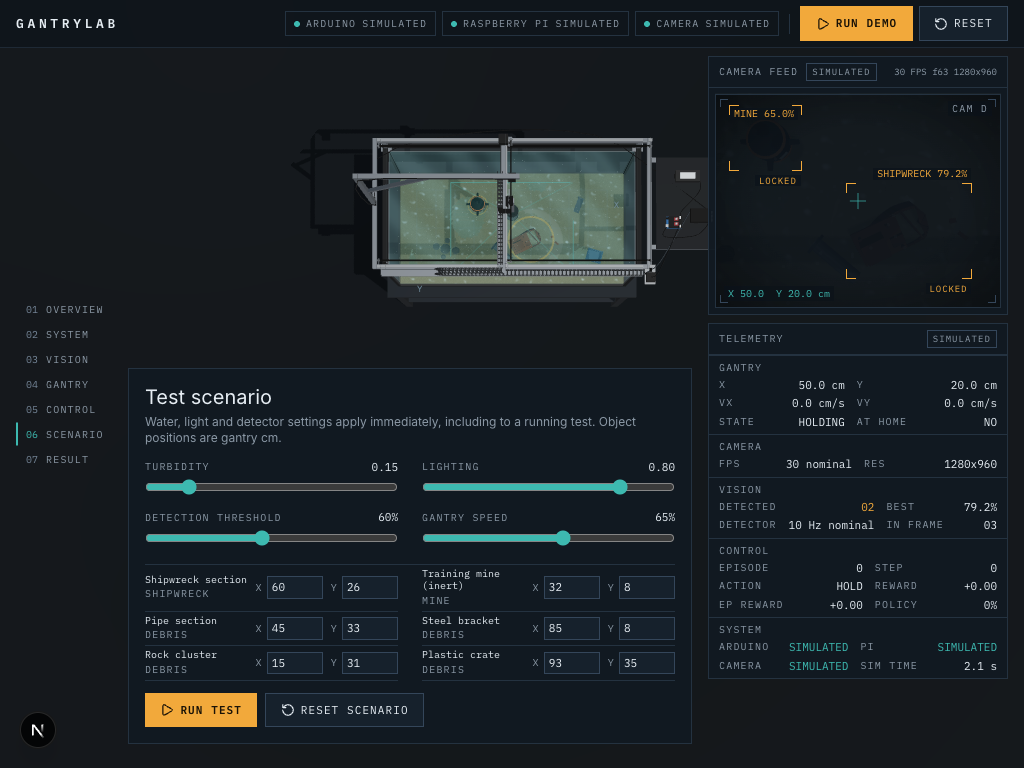 GANTRYLAB
ARDUINO SIMULATED
RASPBERRY PI SIMULATED
CAMERA SIMULATED
RUN DEMO
RESET
CAMERA FEED SIMULATED 30 FPS f63 1280x960
MINE 65.0%
CAM D
LOCKED
SHIPWRECK 79.2%
LOCKED
X 50.0 Y 20.0 cm
Y
01 OVERVIEW
02 SYSTEM
03 VISION
04 GANTRY
05 CONTROL
06 SCENARIO
07 RESULT
Test scenario
Water, light and detector settings apply immediately, including to a running test. Object
positions are gantry cm.
TURBIDITY 0.15
LIGHTING 0.80
DETECTION THRESHOLD 60%
GANTRY SPEED 65%
Shipwreck section
SHIPWRECK
X 60 Y 26
Training mine
(inert)
MINE
X 32 Y 8
Pipe section
DEBRIS
X 45 Y 33
Steel bracket
DEBRIS
X 85 Y 8
Rock cluster
DEBRIS
X 15 Y 31
Plastic crate
DEBRIS
X 93 Y 35
RUN TEST
RESET SCENARIO
TELEMETRY SIMULATED
GANTRY
X 50.0 cm Y 20.0 cm
VX 0.0 cm/s VY 0.0 cm/s
STATE HOLDING AT HOME NO
CAMERA
FPS 30 nominal RES 1280x960
VISION
DETECTED 02 BEST 79.2%
DETECTOR 10 Hz nominal IN FRAME 03
CONTROL
EPISODE 0 STEP 0
ACTION HOLD REWARD +0.00
EP REWARD +0.00 POLICY 0%
SYSTEM
ARDUINO SIMULATED PI SIMULATED
CAMERA SIMULATED SIM TIME 2.1 s
N